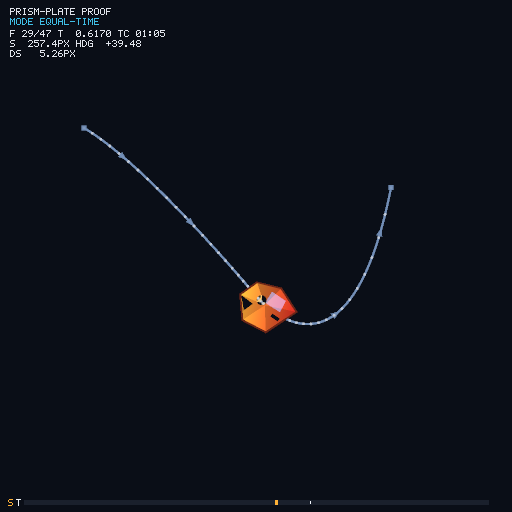 PRISM-PLATE PROOF
MODE EQUAL-TIME
F 29/47 T  0.6170 TC 01:05
S  257.4PX HDG  +39.48
DS   5.26PX
ST